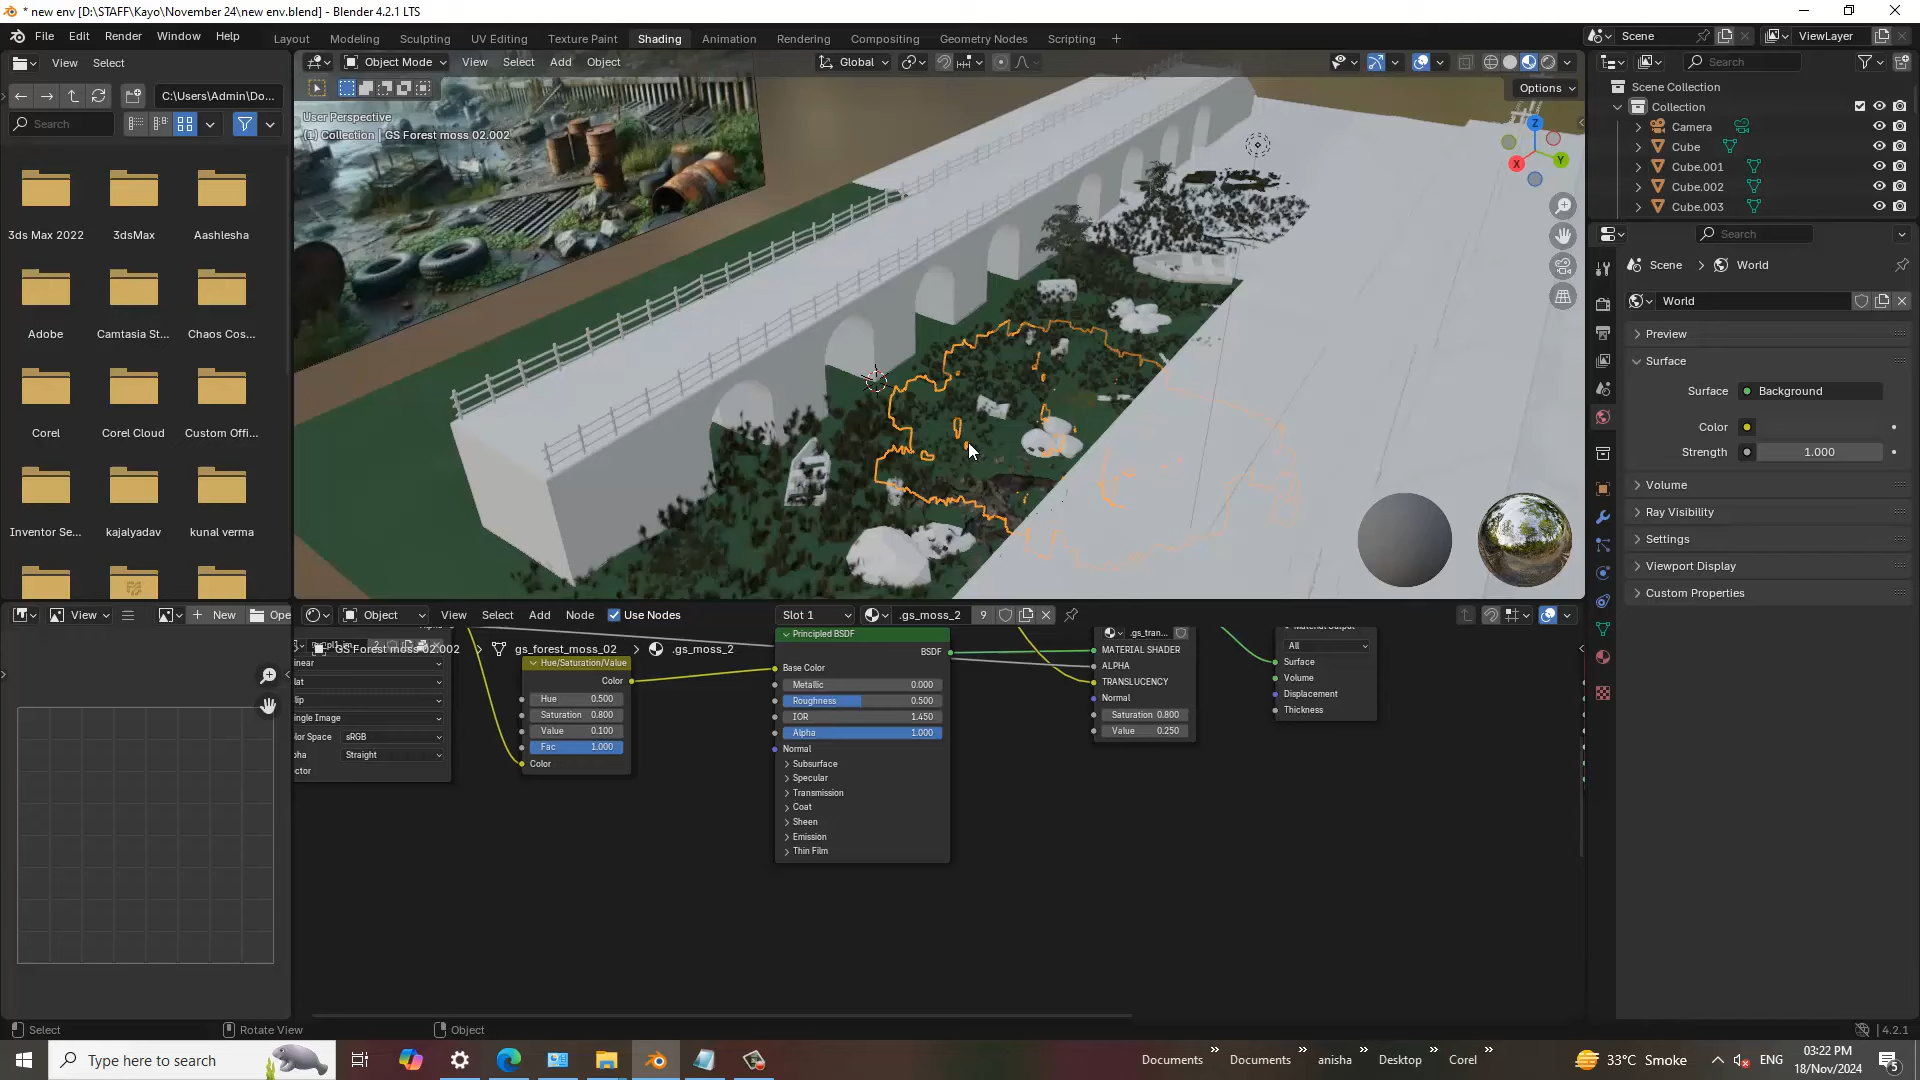 * new env [D:\STAFF\Kayo\November 24\new env.blend] - Blender 4.2.1 LTS
File Edit Render Window Help
Layout Modeling Sculpting UV Editing Texture Paint Shading Animation Rendering Compositing Geometry Nodes Scripting
Scene
ViewLayer
View Select
Object Mode View Select Add Object
Global
Search
C:\Users\Admin\Do...
Search
Options
User Perspective
(1) Collection | GS Forest moss 02.002
Z
X
Y
Scene Collection
Collection
Camera
Cube
Cube.001
Cube.002
Cube.003
3ds Max 2022 3dsMax Aashlesha
Adobe Camtasia St... Chaos Cos...
Corel Corel Cloud Custom Offi...
Inventor Se... kajalyadav kunal verma
Search
Scene World
World
Preview
Surface
Surface Background
Color
Strength 1.000
Volume
Ray Visibility
Settings
Viewport Display
Custom Properties
View New Ope
Object View Select Add Node Use Nodes Slot 1 .gs_moss_2 9
GS Forest moss 02.002 gs_forest_moss_02 .gs_moss_2
Single Image
sRGB
Straight
Hue/Saturation/Value
Color
Hue 0.500
Saturation 0.800
Value 0.100
Fac 1.000
Color
Principled BSDF
BSDF
Base Color
Metallic 0.000
Roughness 0.500
IOR 1.450
Alpha 1.000
Normal
Subsurface
Specular
Transmission
Coat
Sheen
Emission
Thin Film
.gs_tran...
MATERIAL SHADER
ALPHA
TRANSLUCENCY
Normal
Saturation 0.800
Value 0.250
All
Surface
Volume
Displacement
Thickness
Select Rotate View Object 4.2.1
Type here to search
Documents Documents anisha Desktop Corel
33°C Smoke
ENG
03:22 PM
18/Nov/2024
5